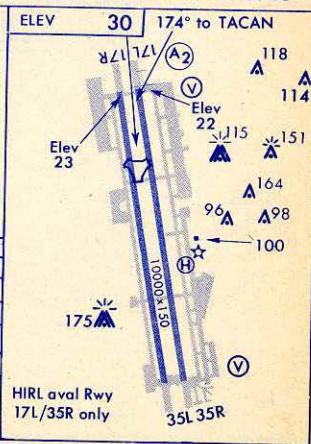 ELEV 30
174° to TACAN
17R
17L
A2
V
118
114
Elev
22
Elev
23
115
151
164
96
98
100
H
10000x150
175
V
HIRL aval Rwy
17L/35R only
35L 35R